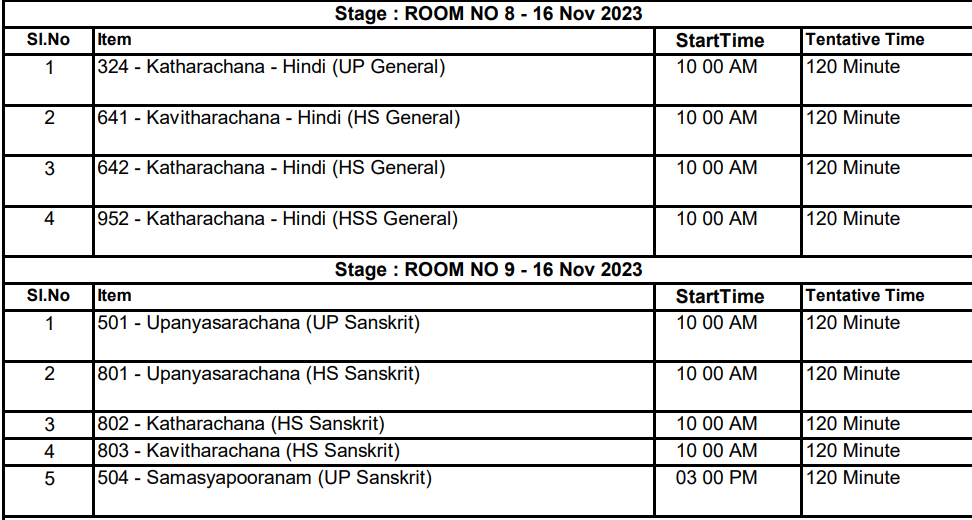 Stage : ROOM NO 8 - 16 Nov 2023
Sl.No Item StartTime Tentative Time
1 324 - Katharachana - Hindi (UP General) 10 00 AM 120 Minute
2 641 - Kavitharachana - Hindi (HS General) 10 00 AM 120 Minute
3 642 - Katharachana - Hindi (HS General) 10 00 AM 120 Minute
4 952 - Katharachana - Hindi (HSS General) 10 00 AM 120 Minute
Stage : ROOM NO 9 - 16 Nov 2023
Sl.No Item StartTime Tentative Time
1 501 - Upanyasarachana (UP Sanskrit) 10 00 AM 120 Minute
2 801 - Upanyasarachana (HS Sanskrit) 10 00 AM 120 Minute
3 802 - Katharachana (HS Sanskrit) 10 00 AM 120 Minute
4 803 - Kavitharachana (HS Sanskrit) 10 00 AM 120 Minute
5 504 - Samasyapooranam (UP Sanskrit) 03 00 PM 120 Minute